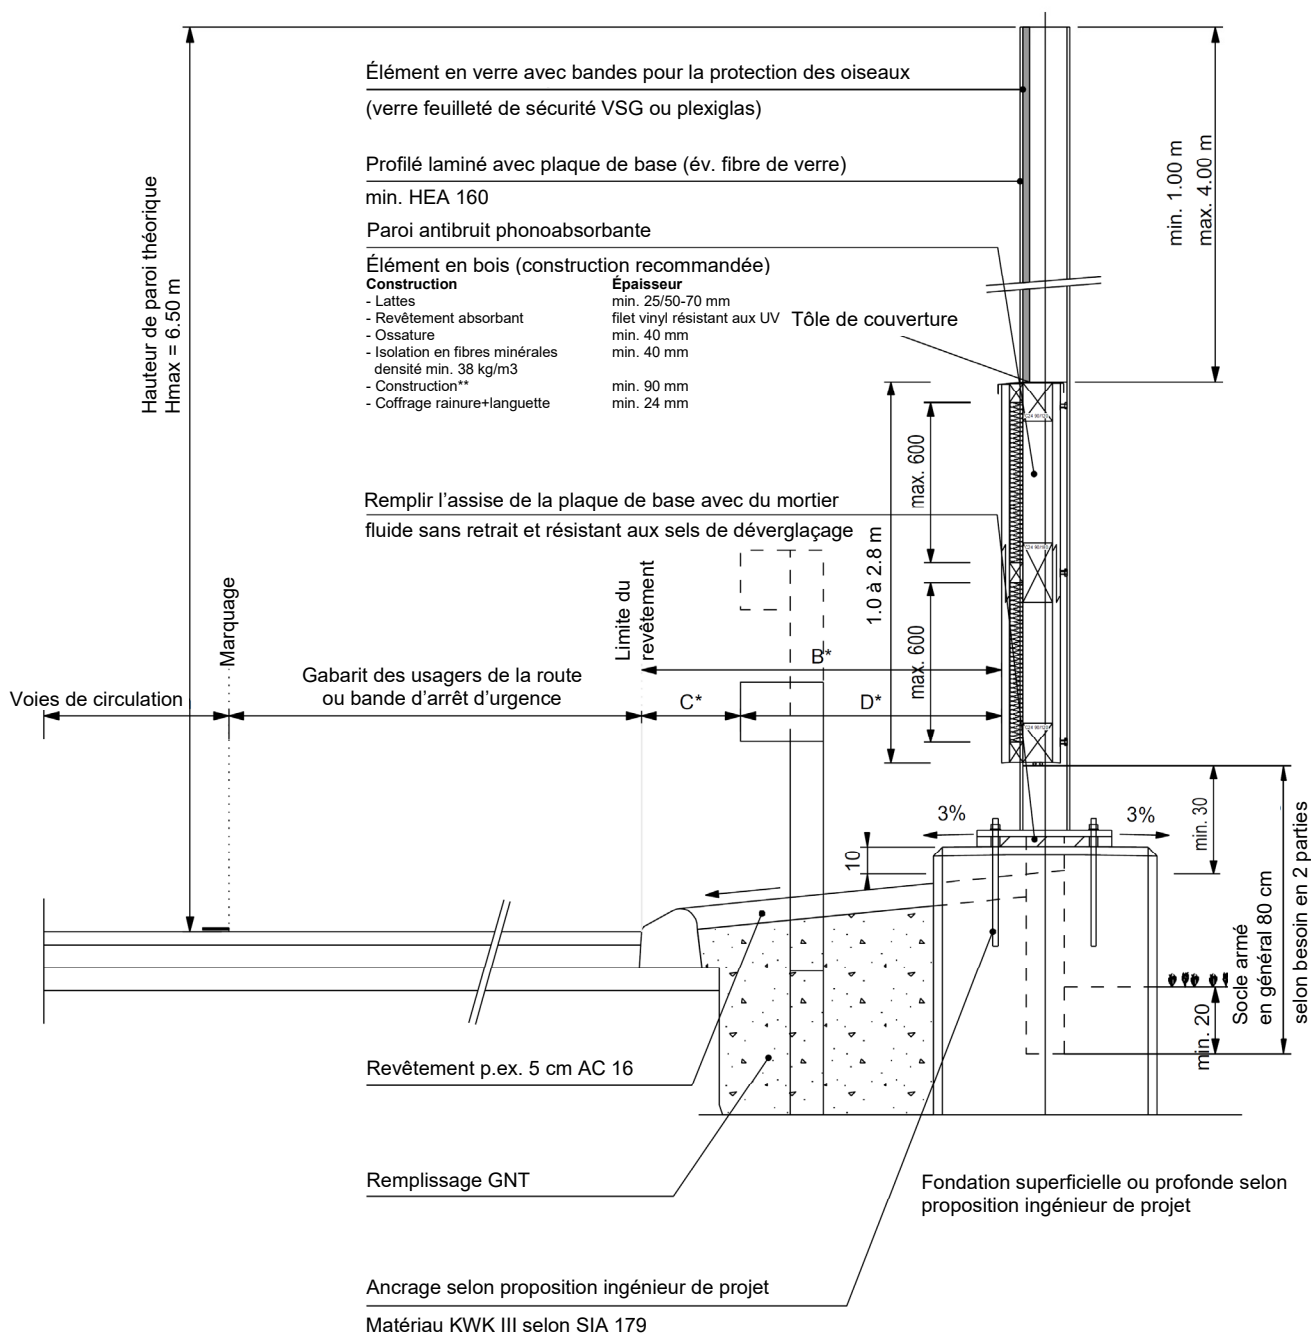 Élément en verre avec bandes pour la protection des oiseaux
(verre feuilleté de sécurité VSG ou plexiglas)
Profilé laminé avec plaque de base (év. fibre de verre)
min. HEA 160
Paroi antibruit phonoabsorbante
Élément en bois (construction recommandée)
Construction Épaisseur
- Lattes min. 25/50-70 mm
- Revêtement absorbant filet vinyl résistant aux UV
- Ossature min. 40 mm
- Isolation en fibres minérales min. 40 mm
densité min. 38 kg/m3
- Construction** min. 90 mm
- Coffrage rainure+languette min. 24 mm
Tôle de couverture
Hauteur de paroi théorique
Hmax = 6.50 m
min. 1.00 m
max. 4.00 m
Remplir l'assise de la plaque de base avec du mortier
fluide sans retrait et résistant aux sels de déverglaçage
max. 600
1.0 à 2.8 m
max. 600
C24 90/120
C24 90/140
C24 90/120
Marquage
Limite du
revêtement
B*
Voies de circulation
Gabarit des usagers de la route
ou bande d'arrêt d'urgence
C*
D*
3%
3%
10
min. 30
Socle armé
en général 80 cm
selon besoin en 2 parties
min. 20
Revêtement p.ex. 5 cm AC 16
Remplissage GNT
Fondation superficielle ou profonde selon
proposition ingénieur de projet
Ancrage selon proposition ingénieur de projet
Matériau KWK III selon SIA 179